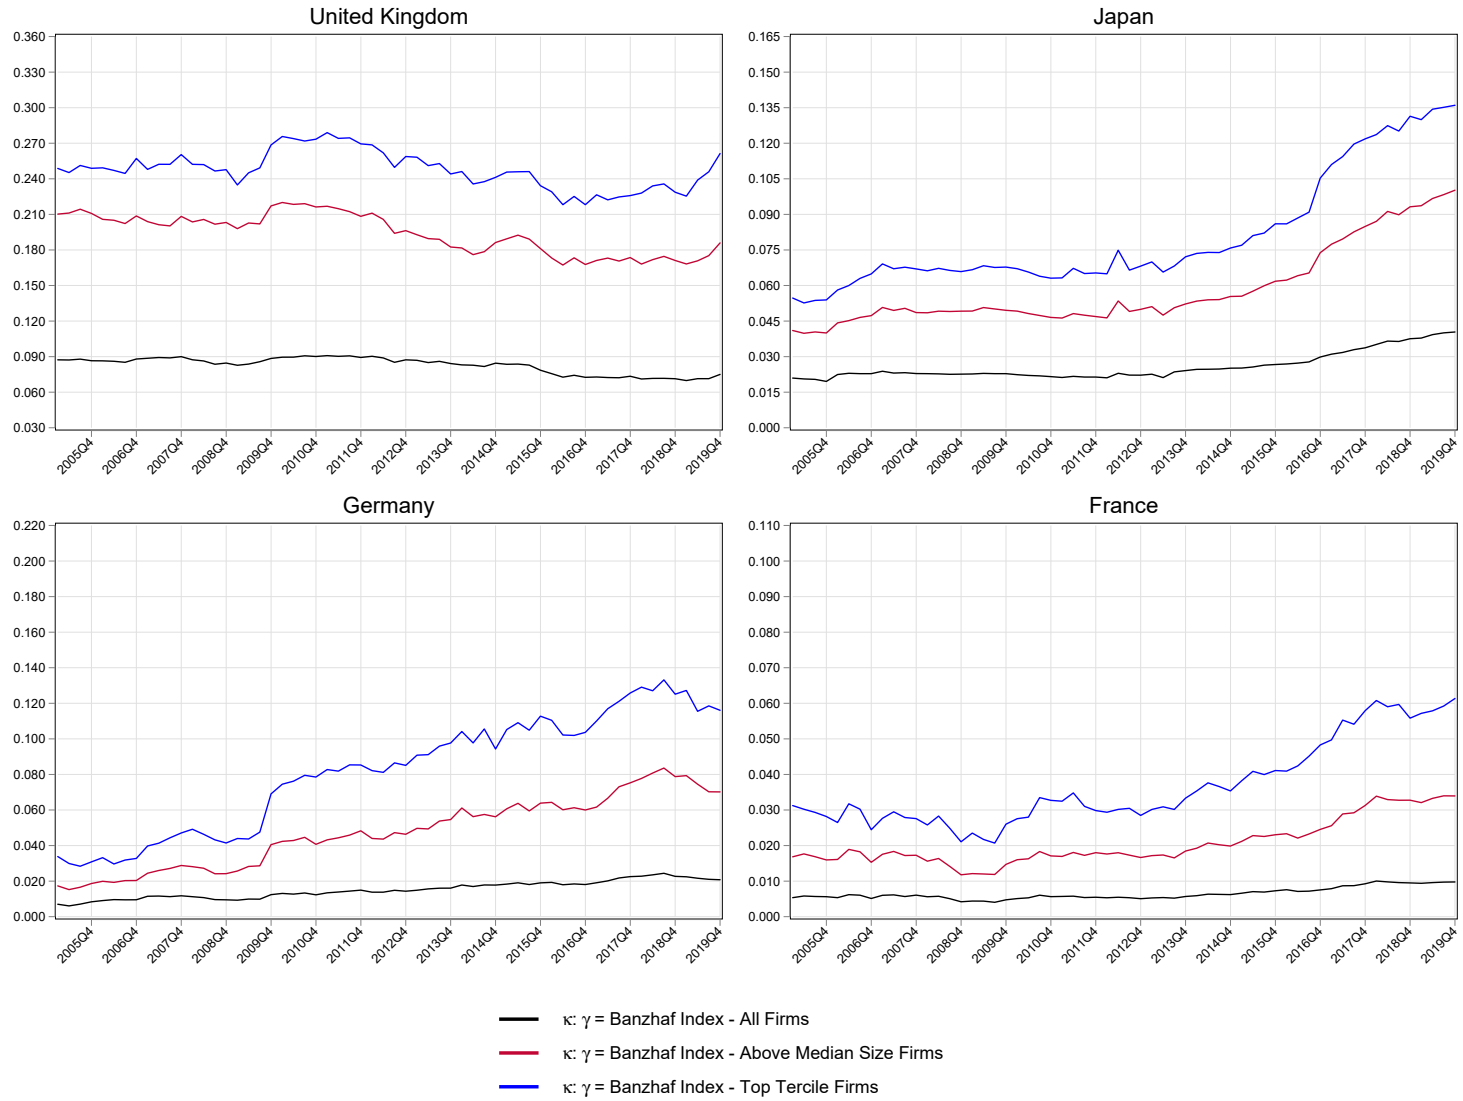 United Kingdom
0.360
0.330
0.300
0.270
0.240
0.210
0.180
0.150
0.120
0.090
0.060
0.030
2005Q4
2006Q4
2007Q4
2008Q4
2009Q4
2010Q4
2011Q4
2012Q4
2013Q4
2014Q4
2015Q4
2016Q4
2017Q4
2018Q4
2019Q4
Japan
0.165
0.150
0.135
0.120
0.105
0.090
0.075
0.060
0.045
0.030
0.015
0.000
2005Q4
2006Q4
2007Q4
2008Q4
2009Q4
2010Q4
2011Q4
2012Q4
2013Q4
2014Q4
2015Q4
2016Q4
2017Q4
2018Q4
2019Q4
Germany
0.220
0.200
0.180
0.160
0.140
0.120
0.100
0.080
0.060
0.040
0.020
0.000
2005Q4
2006Q4
2007Q4
2008Q4
2009Q4
2010Q4
2011Q4
2012Q4
2013Q4
2014Q4
2015Q4
2016Q4
2017Q4
2018Q4
2019Q4
France
0.110
0.100
0.090
0.080
0.070
0.060
0.050
0.040
0.030
0.020
0.010
0.000
2005Q4
2006Q4
2007Q4
2008Q4
2009Q4
2010Q4
2011Q4
2012Q4
2013Q4
2014Q4
2015Q4
2016Q4
2017Q4
2018Q4
2019Q4
κ: γ = Banzhaf Index - All Firms
κ: γ = Banzhaf Index - Above Median Size Firms
κ: γ = Banzhaf Index - Top Tercile Firms